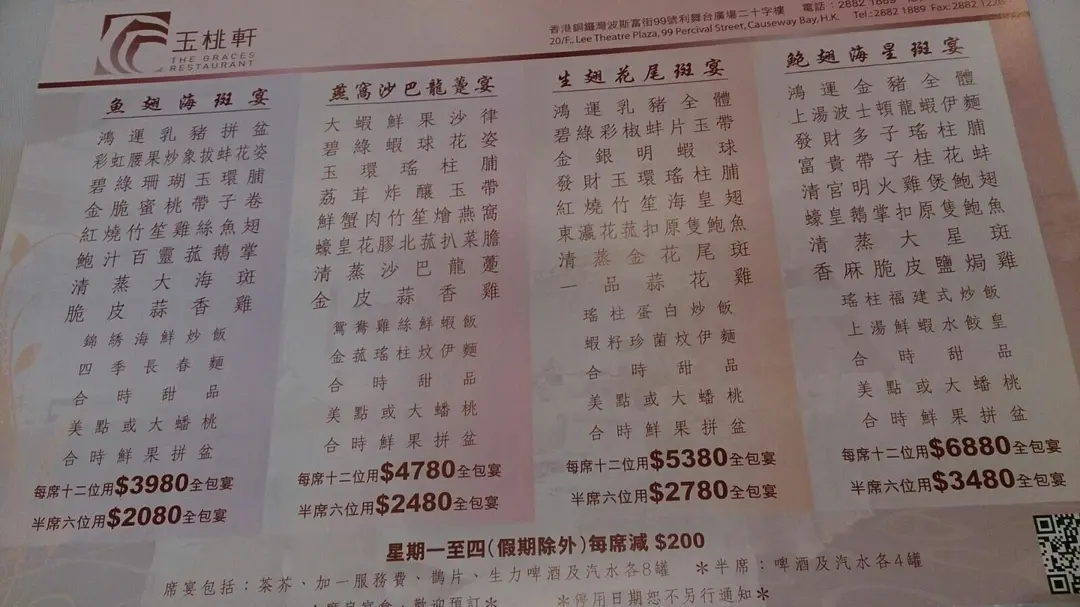 玉桃軒
THE GRACES
RESTAURANT
香港銅鑼灣波斯富街99號利舞台廣場二十字樓 電話：2882 1889
20/F., Lee Theatre Plaza, 99 Percival Street, Causeway Bay, H.K. Tel.:2882 1889 Fax: 2882
魚翅海斑宴
鴻運乳豬拼盆
彩虹腰果炒象拔蚌花姿
碧綠珊瑚玉環脯
金脆蜜桃帶子卷
紅燒竹笙雞絲魚翅
鮑汁百靈菰鵝掌
清蒸大海斑
脆皮蒜香雞
錦綉海鮮炒飯
四季長春麵
合時甜品
美點或大蟠桃
合時鮮果拼盆
每席十二位用$3980全包宴
半席六位用$2080全包宴
燕窩沙巴龍躉宴
大蝦鮮果沙律
碧綠蝦球花姿
玉環瑤柱脯
荔茸炸釀玉帶
鮮蟹肉竹笙燴燕窩
蠔皇花膠北菰扒菜膽
清蒸沙巴龍躉
金皮蒜香雞
鴛鴦雞絲鮮蝦飯
金菰瑤柱炆伊麵
合時甜品
美點或大蟠桃
合時鮮果拼盆
每席十二位用$4780全包宴
半席六位用$2480全包宴
生翅花尾斑宴
鴻運乳豬全體
碧綠彩椒蚌片玉帶
金銀明蝦球
發財玉環瑤柱脯
紅燒竹笙海皇翅
東瀛花菰扣原隻鮑魚
清蒸金花尾斑
一品蒜花雞
瑤柱蛋白炒飯
蝦籽珍菌炆伊麵
合時甜品
美點或大蟠桃
合時鮮果拼盆
每席十二位用$5380全包宴
半席六位用$2780全包宴
鮑翅海星斑宴
鴻運金豬全體
上湯波士頓龍蝦伊麵
發財多子瑤柱脯
富貴帶子桂花蚌
清官明火雞煲鮑翅
蠔皇鵝掌扣原隻鮑魚
清蒸大星斑
香麻脆皮鹽焗雞
瑤柱福建式炒飯
上湯鮮蝦水餃皇
合時甜品
美點或大蟠桃
合時鮮果拼盆
每席十二位用$6880全包宴
半席六位用$3480全包宴
星期一至四(假期除外)每席減 $200
席宴包括：茶芥、加一服務費、鵲片、生力啤酒及汽水各8罐 ＊半席：啤酒及汽水各4罐
歡迎預訂＊ ＊停用日期恕不另行通知＊